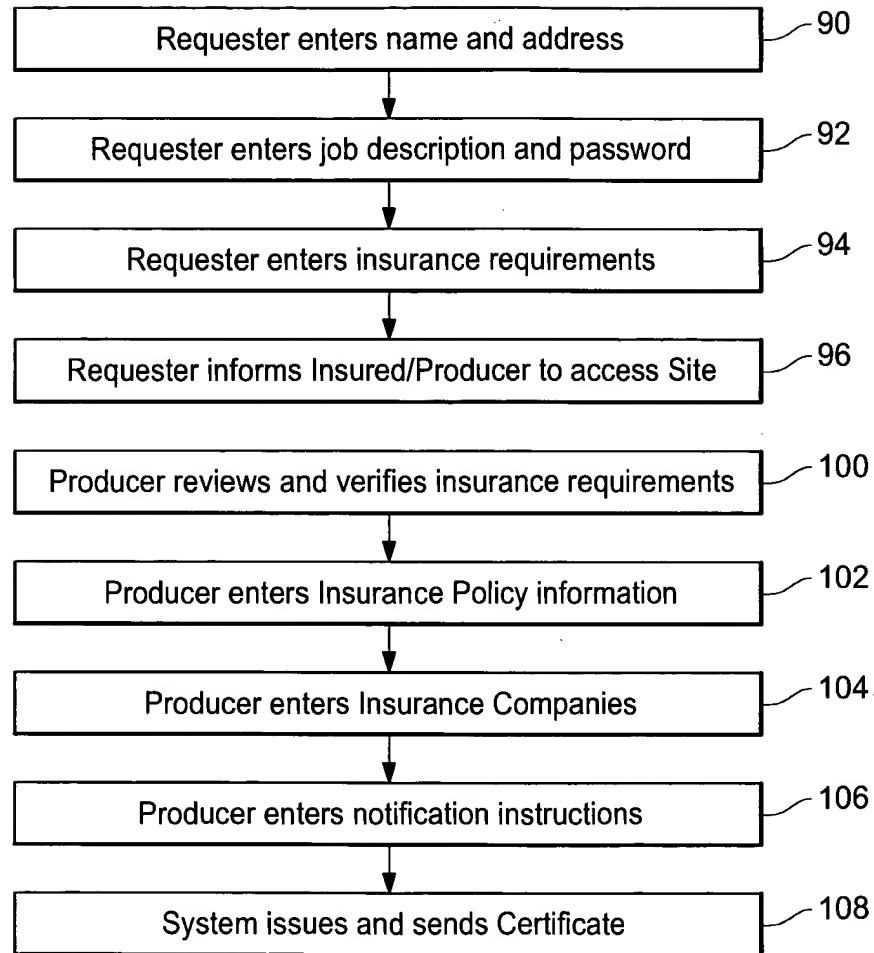 Requester enters name and address 90
Requester enters job description and password 92
Requester enters insurance requirements 94
Requester informs Insured/Producer to access Site 96
Producer reviews and verifies insurance requirements 100
Producer enters Insurance Policy information 102
Producer enters Insurance Companies 104
Producer enters notification instructions 106
System issues and sends Certificate 108